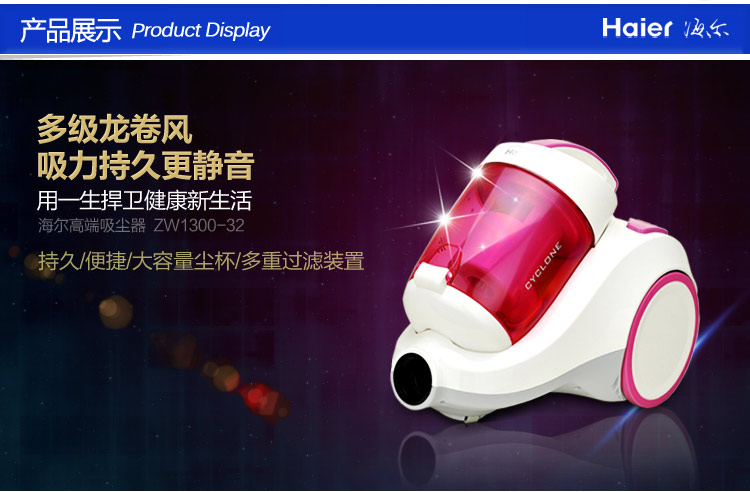 产品展示 Product Display
Haier 海尔
多级龙卷风
吸力持久更静音
用一生捍卫健康新生活
海尔高端吸尘器 ZW1300-32
持久/便捷/大容量尘杯/多重过滤装置
CYCLONE